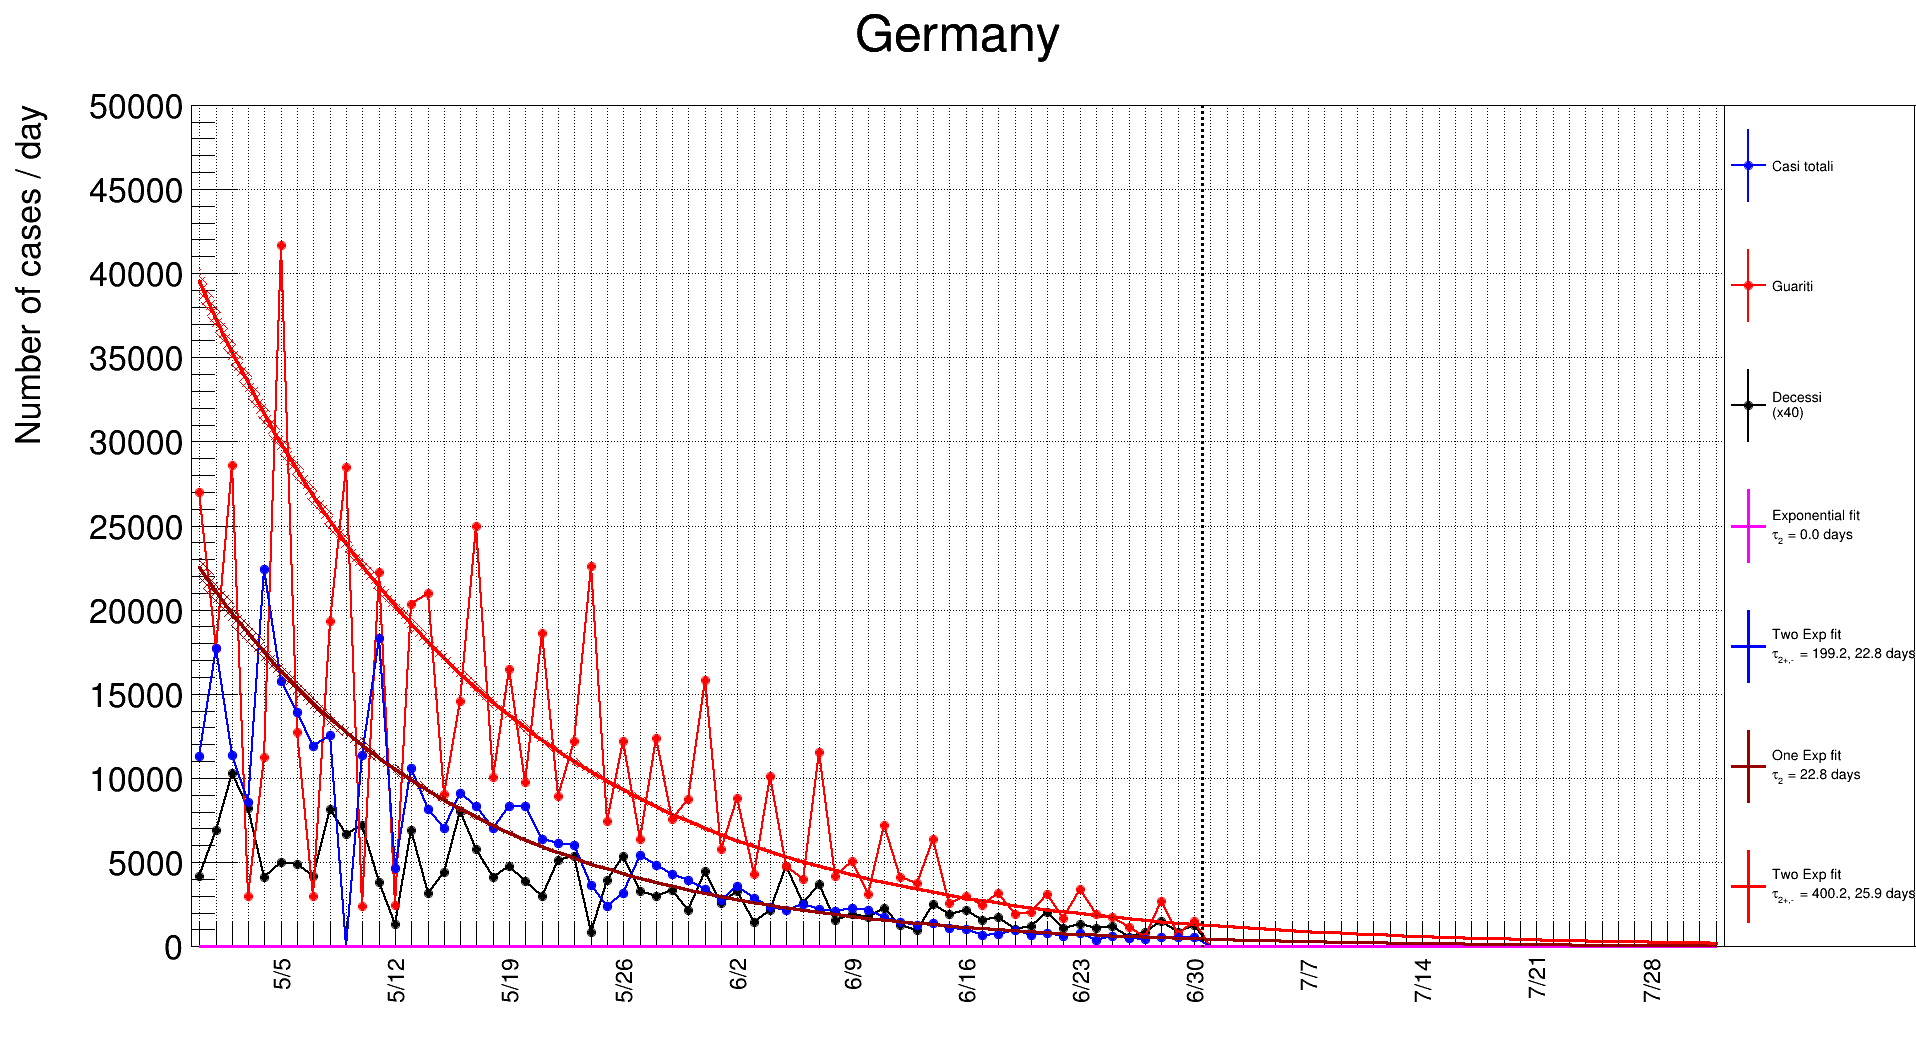 Germany
Number of cases / day
50000
45000
40000
35000
30000
25000
20000
15000
10000
5000
0
5/5
5/12
5/19
5/26
6/2
6/9
6/16
6/23
6/30
7/7
7/14
7/21
7/28
Casi totali
Guariti
Decessi
(x40)
Exponential fit
τ2 = 0.0 days
Two Exp fit
τ2+,- = 199.2, 22.8 days
One Exp fit
τ2 = 22.8 days
Two Exp fit
τ2+,- = 400.2, 25.9 days